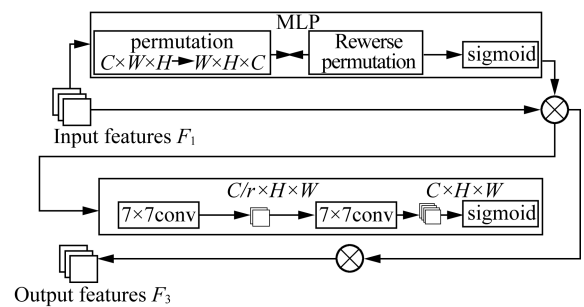 MLP
permutation
C×W×H→W×H×C
Rewerse
permutation
sigmoid
Input features F₁
C/r×H×W
C×H×W
7×7conv
7×7conv
sigmoid
Output features F₃